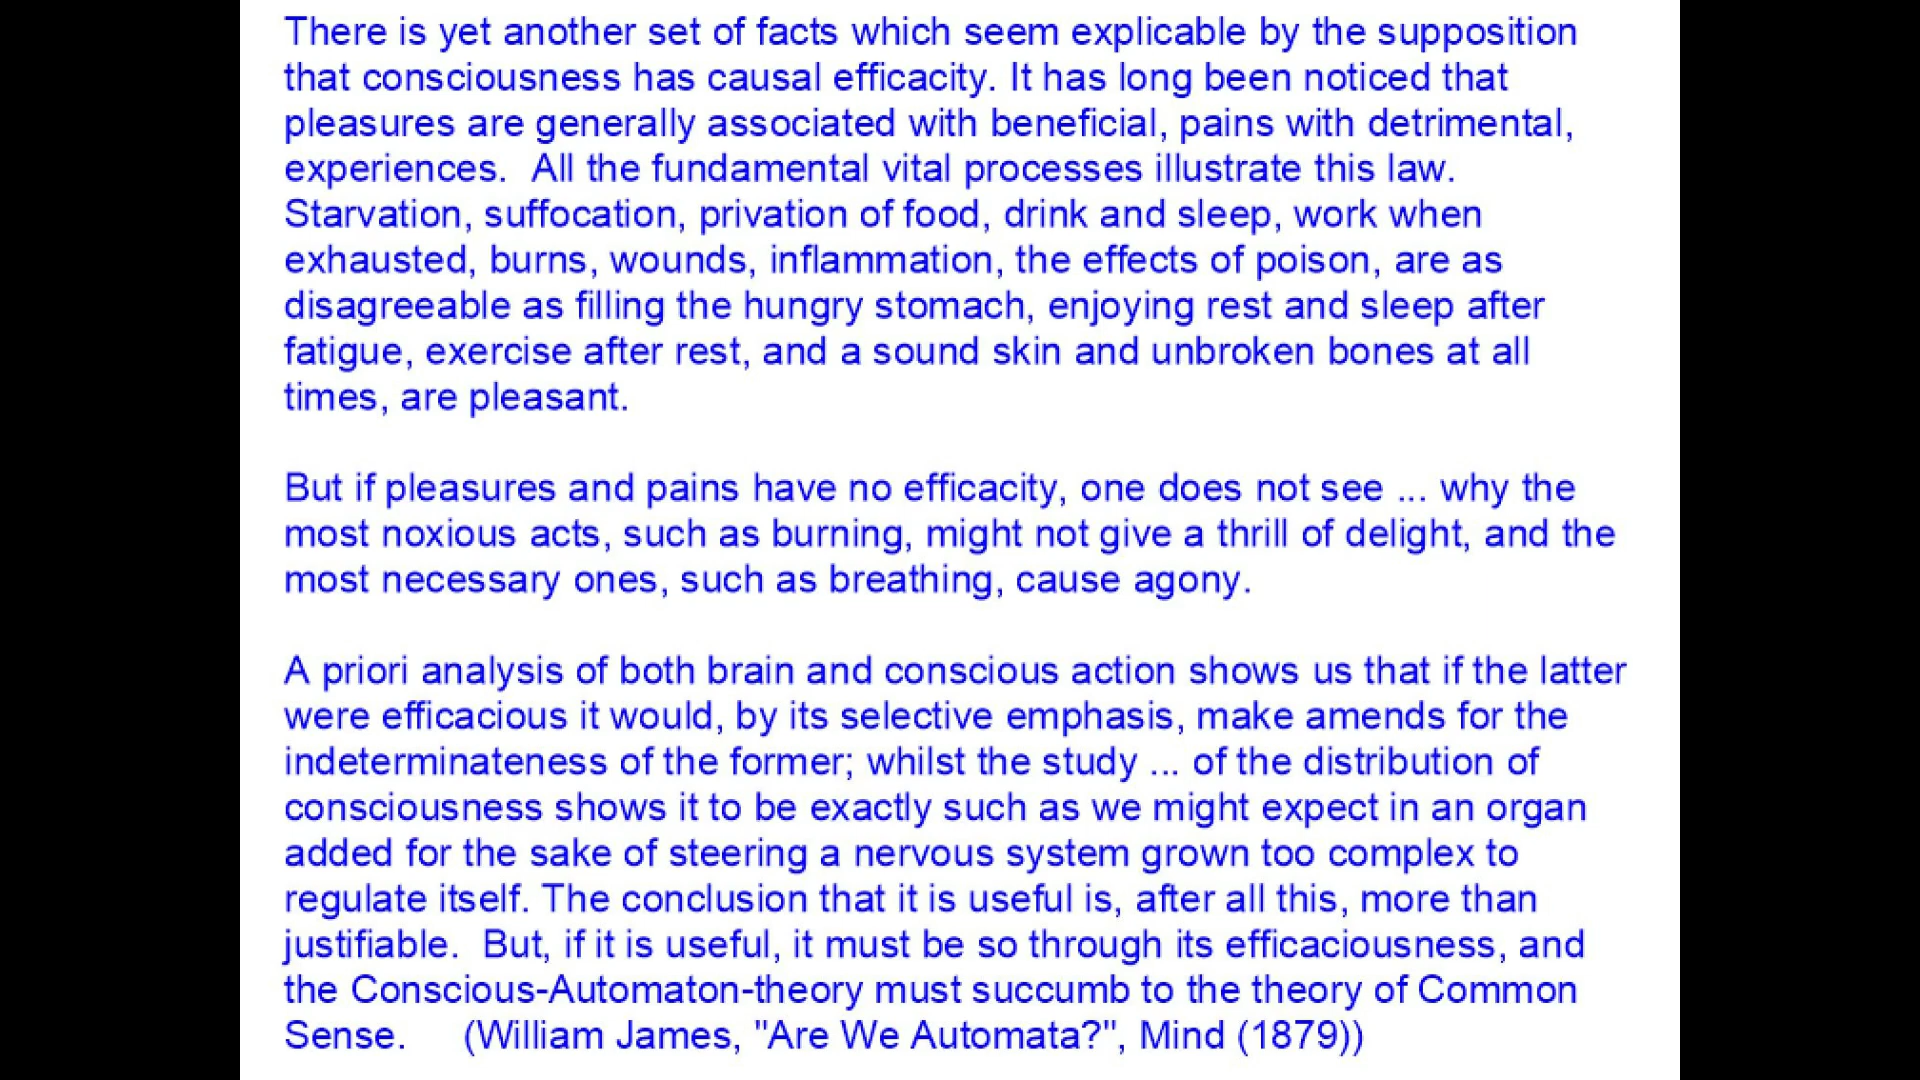 There is yet another set of facts which seem explicable by the supposition
that consciousness has causal efficacity. It has long been noticed that
pleasures are generally associated with beneficial, pains with detrimental,
experiences.  All the fundamental vital processes illustrate this law.
Starvation, suffocation, privation of food, drink and sleep, work when
exhausted, burns, wounds, inflammation, the effects of poison, are as
disagreeable as filling the hungry stomach, enjoying rest and sleep after
fatigue, exercise after rest, and a sound skin and unbroken bones at all
times, are pleasant.
But if pleasures and pains have no efficacity, one does not see ... why the
most noxious acts, such as burning, might not give a thrill of delight, and the
most necessary ones, such as breathing, cause agony.
A priori analysis of both brain and conscious action shows us that if the latter
were efficacious it would, by its selective emphasis, make amends for the
indeterminateness of the former; whilst the study ... of the distribution of
consciousness shows it to be exactly such as we might expect in an organ
added for the sake of steering a nervous system grown too complex to
regulate itself. The conclusion that it is useful is, after all this, more than
justifiable.  But, if it is useful, it must be so through its efficaciousness, and
the Conscious-Automaton-theory must succumb to the theory of Common
Sense.     (William James, "Are We Automata?", Mind (1879))